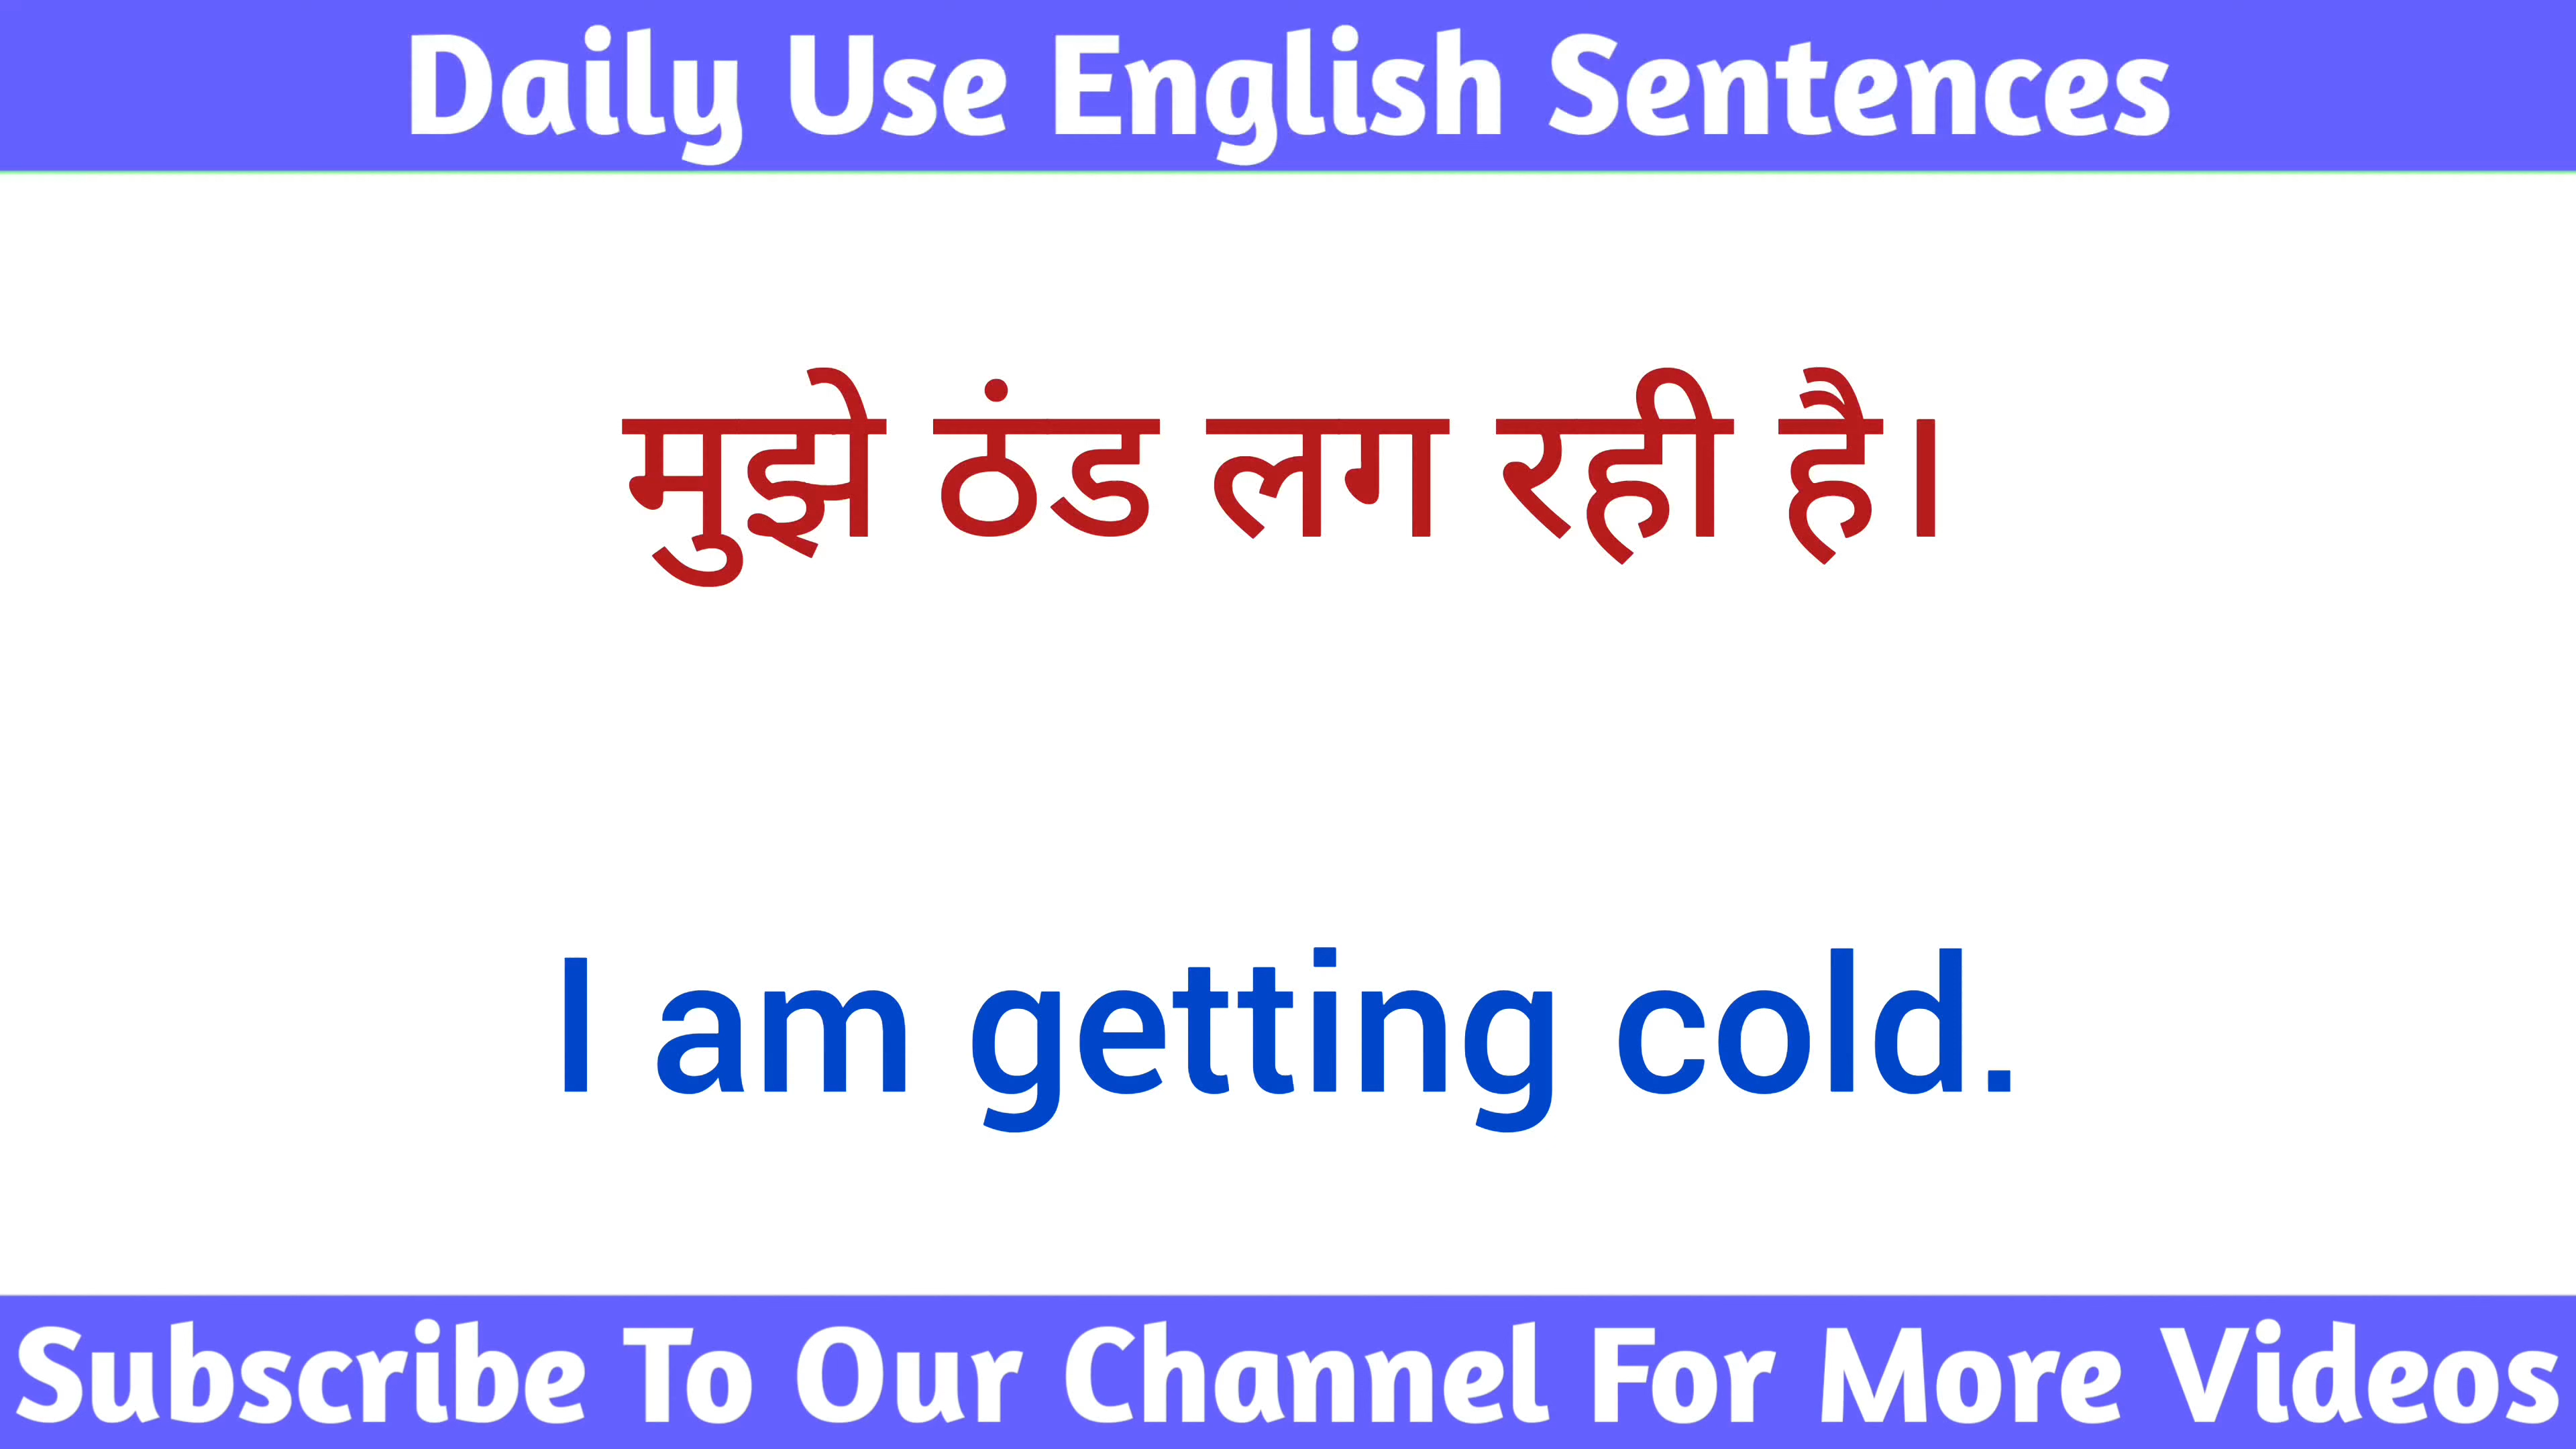 Daily Use English Sentences
मुझे ठंड लग रही है।
I am getting cold.
Subscribe To Our Channel For More Videos